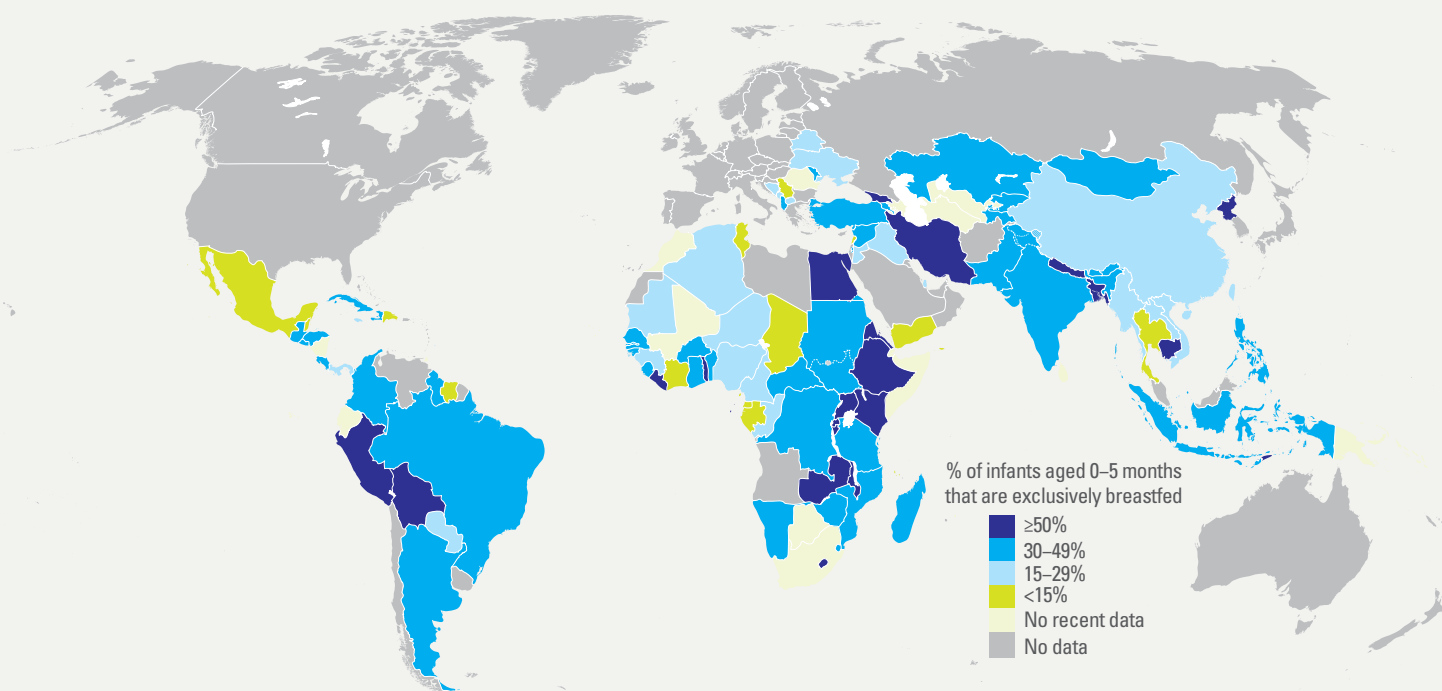 % of infants aged 0–5 months
that are exclusively breastfed
≥50%
30–49%
15–29%
<15%
No recent data
No data